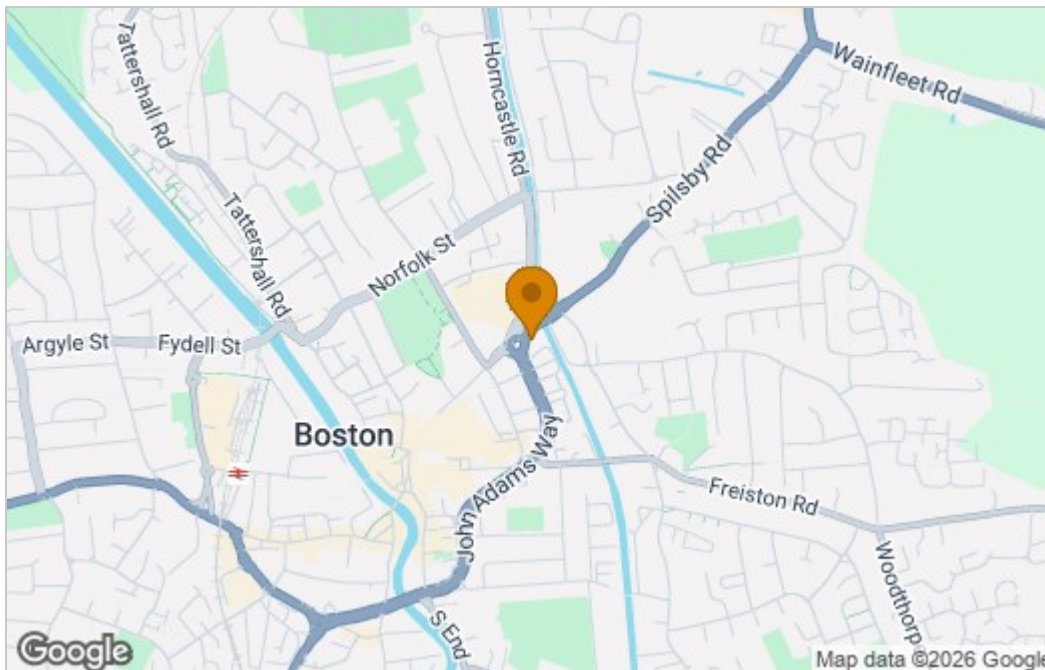 Tattershall Rd
Horncastle Rd
Wainfleet Rd
Spilsby Rd
Tattershall Rd
Norfolk St
Argyle St
Fydell St
Boston
John Adams Way
Freiston Rd
Woodthorp
S End
Google
Map data ©2026 Google